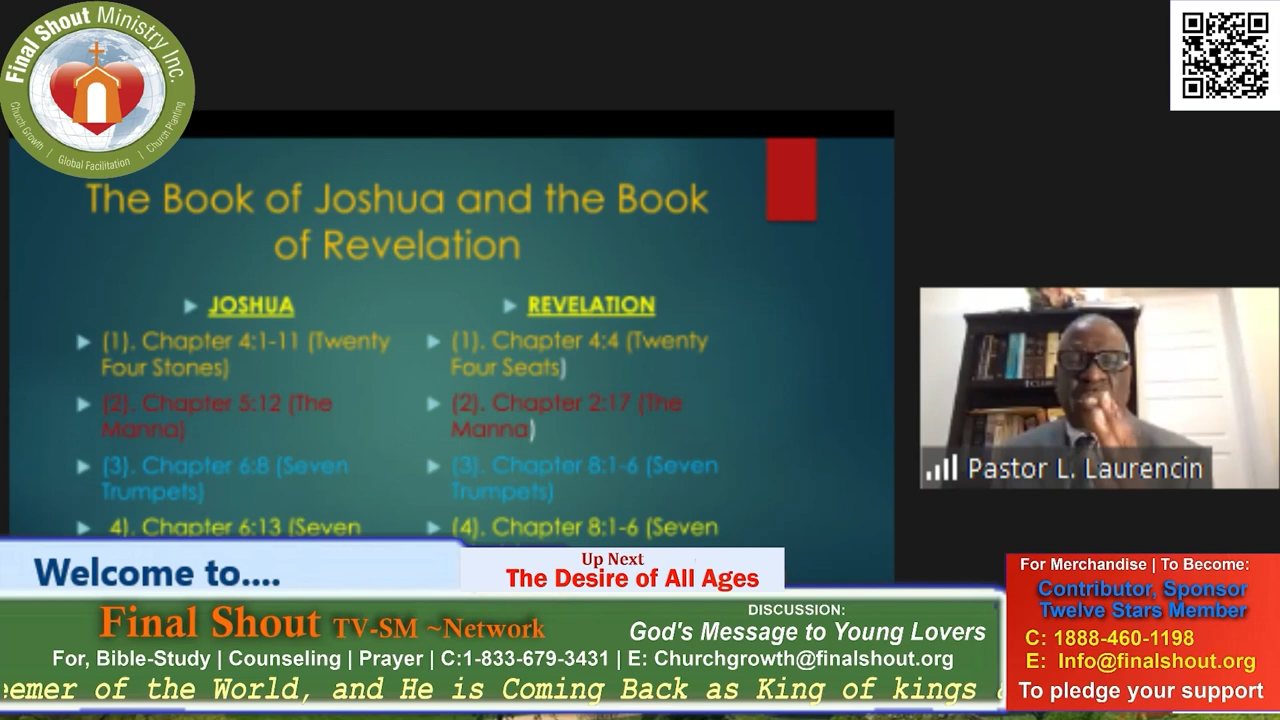 Final Shout Ministry Inc.
Church Growth | Global Facilitation | Church Planting
The Book of Joshua and the Book
of Revelation
JOSHUA
(1). Chapter 4:1-11 (Twenty
Four Stones)
(2). Chapter 5:12 (The
Manna)
(3). Chapter 6:8 (Seven
Trumpets)
4). Chapter 6:13 (Seven
REVELATION
(1). Chapter 4:4 (Twenty
Four Seats)
(2). Chapter 2:17 (The
Manna)
(3). Chapter 8:1-6 (Seven
Trumpets)
(4). Chapter 8:1-6 (Seven
Pastor L. Laurencin
Welcome to....
Up Next
The Desire of All Ages
Final Shout TV-SM ~Network
DISCUSSION:
God's Message to Young Lovers
For, Bible-Study | Counseling | Prayer | C:1-833-679-3431 | E: Churchgrowth@finalshout.org
of the World, and He is Coming Back as King of kings
For Merchandise | To Become:
Contributor, Sponsor
Twelve Stars Member
C: 1888-460-1198
E: Info@finalshout.org
To pledge your support